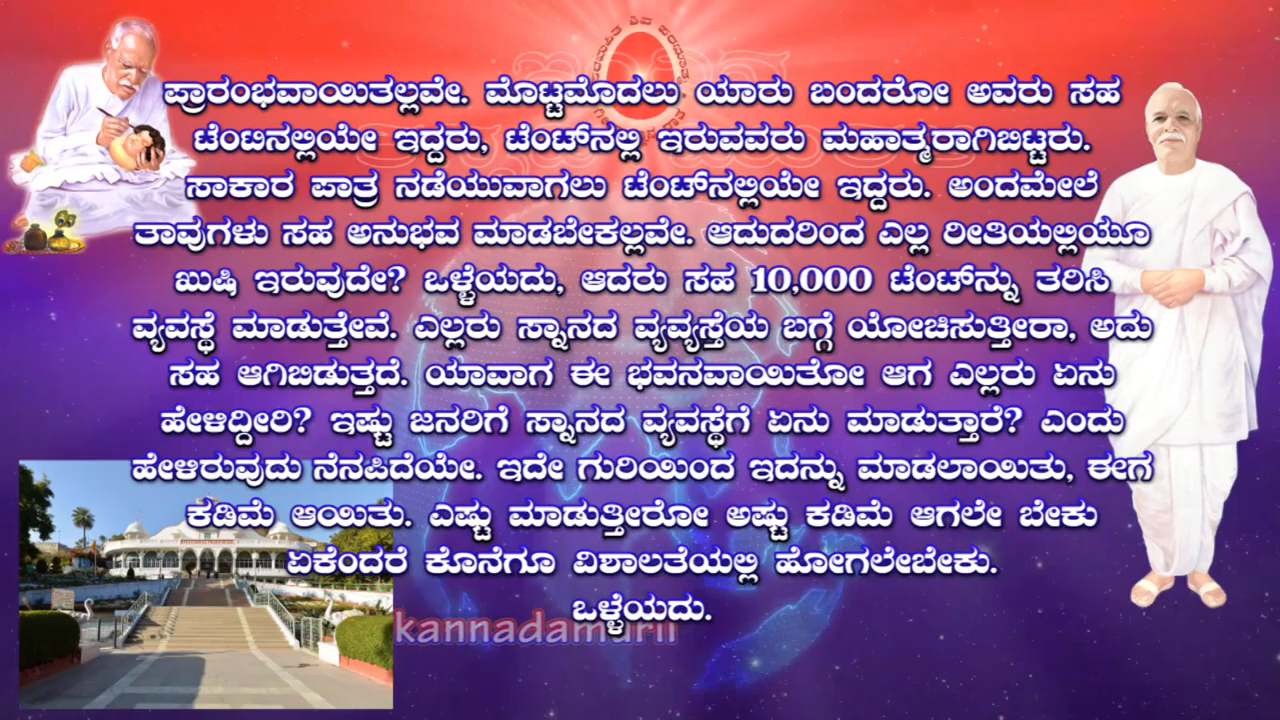 ಪ್ರಾರಂಭವಾಯಿತಲ್ಲವೇ. ಮೊಟ್ಟಮೊದಲು ಯಾರು ಬಂದರೋ ಅವರು ಸಹ
ಟೆಂಟಿನಲ್ಲಿಯೇ ಇದ್ದರು, ಟೆಂಟ್‌ನಲ್ಲಿ ಇರುವವರು ಮಹಾತ್ಮರಾಗಿಬಿಟ್ಟರು.
ಸಾಕಾರ ಪಾತ್ರ ನಡೆಯುವಾಗಲು ಟೆಂಟ್‌ನಲ್ಲಿಯೇ ಇದ್ದರು. ಅಂದಮೇಲೆ
ತಾವುಗಳು ಸಹ ಅನುಭವ ಮಾಡಬೇಕಲ್ಲವೇ. ಆದುದರಿಂದ ಎಲ್ಲ ರೀತಿಯಲ್ಲಿಯೂ
ಖುಷಿ ಇರುವುದೇ? ಒಳ್ಳೆಯದು, ಆದರು ಸಹ 10,000 ಟೆಂಟ್‌ನ್ನು ತರಿಸಿ
ವ್ಯವಸ್ಥೆ ಮಾಡುತ್ತೇವೆ. ಎಲ್ಲರು ಸ್ನಾನದ ವ್ಯವ್ಯಸ್ತೆಯ ಬಗ್ಗೆ ಯೋಚಿಸುತ್ತೀರಾ, ಅದು
ಸಹ ಆಗಿಬಿಡುತ್ತದೆ. ಯಾವಾಗ ಈ ಭವನವಾಯಿತೋ ಆಗ ಎಲ್ಲರು ಏನು
ಹೇಳಿದ್ದೀರಿ? ಇಷ್ಟು ಜನರಿಗೆ ಸ್ನಾನದ ವ್ಯವಸ್ಥೆಗೆ ಏನು ಮಾಡುತ್ತಾರೆ? ಎಂದು
ಹೇಳಿರುವುದು ನೆನಪಿದೆಯೇ. ಇದೇ ಗುರಿಯಿಂದ ಇದನ್ನು ಮಾಡಲಾಯಿತು, ಈಗ
ಕಡಿಮೆ ಆಯಿತು. ಎಷ್ಟು ಮಾಡುತ್ತೀರೋ ಅಷ್ಟು ಕಡಿಮೆ ಆಗಲೇ ಬೇಕು
ಏಕೆಂದರೆ ಕೊನೆಗೂ ವಿಶಾಲತೆಯಲ್ಲಿ ಹೋಗಲೇಬೇಕು.
ಒಳ್ಳೆಯದು.
kannadamurli